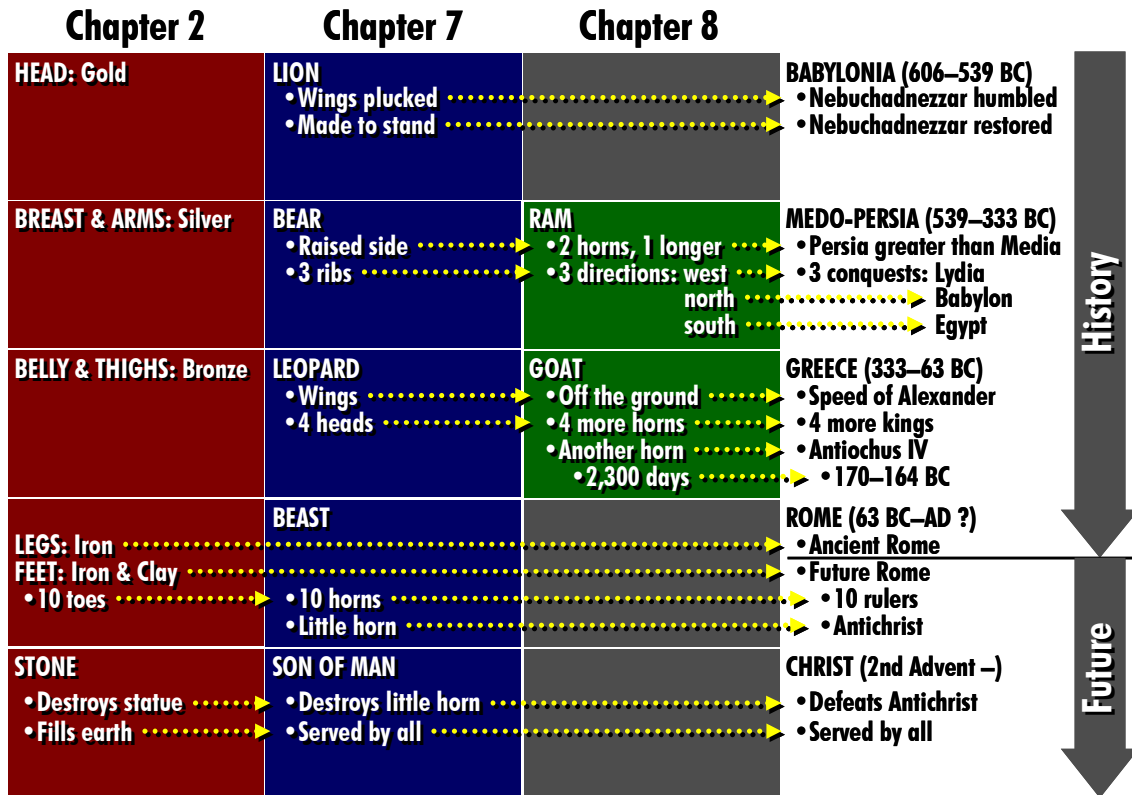 Chapter 2 Chapter 7 Chapter 8
HEAD: Gold LION BABYLONIA (606–539 BC)
•Wings plucked •Nebuchadnezzar humbled
•Made to stand •Nebuchadnezzar restored
BREAST & ARMS: Silver BEAR RAM MEDO-PERSIA (539–333 BC)
•Raised side •2 horns, 1 longer •Persia greater than Media
•3 ribs •3 directions: west •3 conquests: Lydia
north Babylon
south Egypt
History
BELLY & THIGHS: Bronze LEOPARD GOAT GREECE (333–63 BC)
•Wings •Off the ground •Speed of Alexander
•4 heads •4 more horns •4 more kings
•Another horn •Antiochus IV
•2,300 days •170–164 BC
BEAST ROME (63 BC–AD ?)
LEGS: Iron •Ancient Rome
FEET: Iron & Clay •Future Rome
•10 toes •10 horns •10 rulers
•Little horn •Antichrist
STONE SON OF MAN CHRIST (2nd Advent –)
•Destroys statue •Destroys little horn •Defeats Antichrist
•Fills earth •Served by all •Served by all
Future